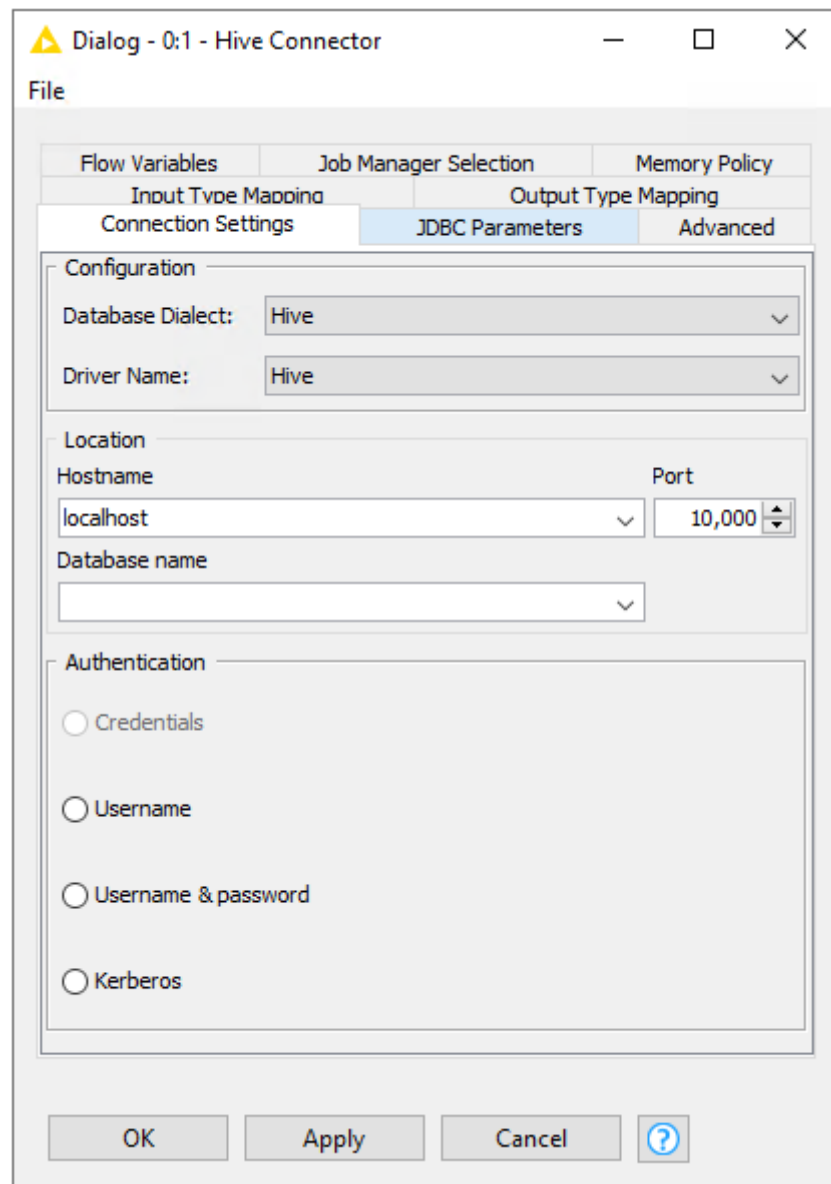 Dialog - 0:1 - Hive Connector
File
Flow Variables Job Manager Selection Memory Policy
Input Type Mapping Output Type Mapping
Connection Settings JDBC Parameters Advanced
Configuration
Database Dialect: Hive
Driver Name: Hive
Location
Hostname Port
localhost 10,000
Database name
Authentication
Credentials
Username
Username & password
Kerberos
OK Apply Cancel ?